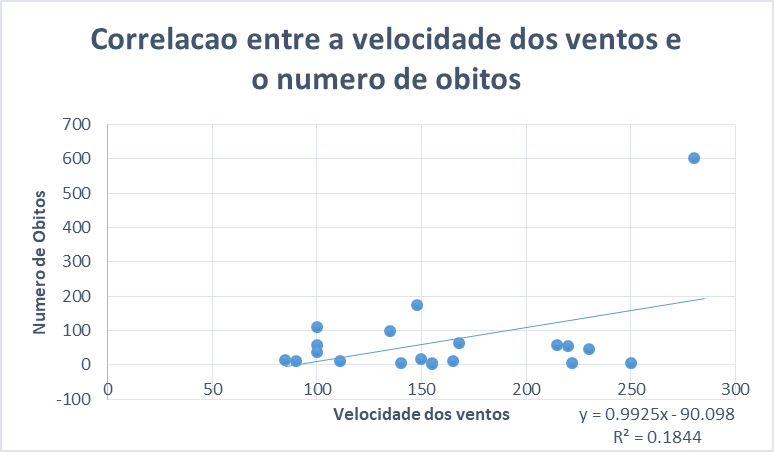 Correlacao entre a velocidade dos ventos e
o numero de obitos
700
600
500
400
300
200
100
0
-100
Numero de Obitos
0 50 100 150 200 250 300
Velocidade dos ventos
y = 0.9925x - 90.098
R² = 0.1844